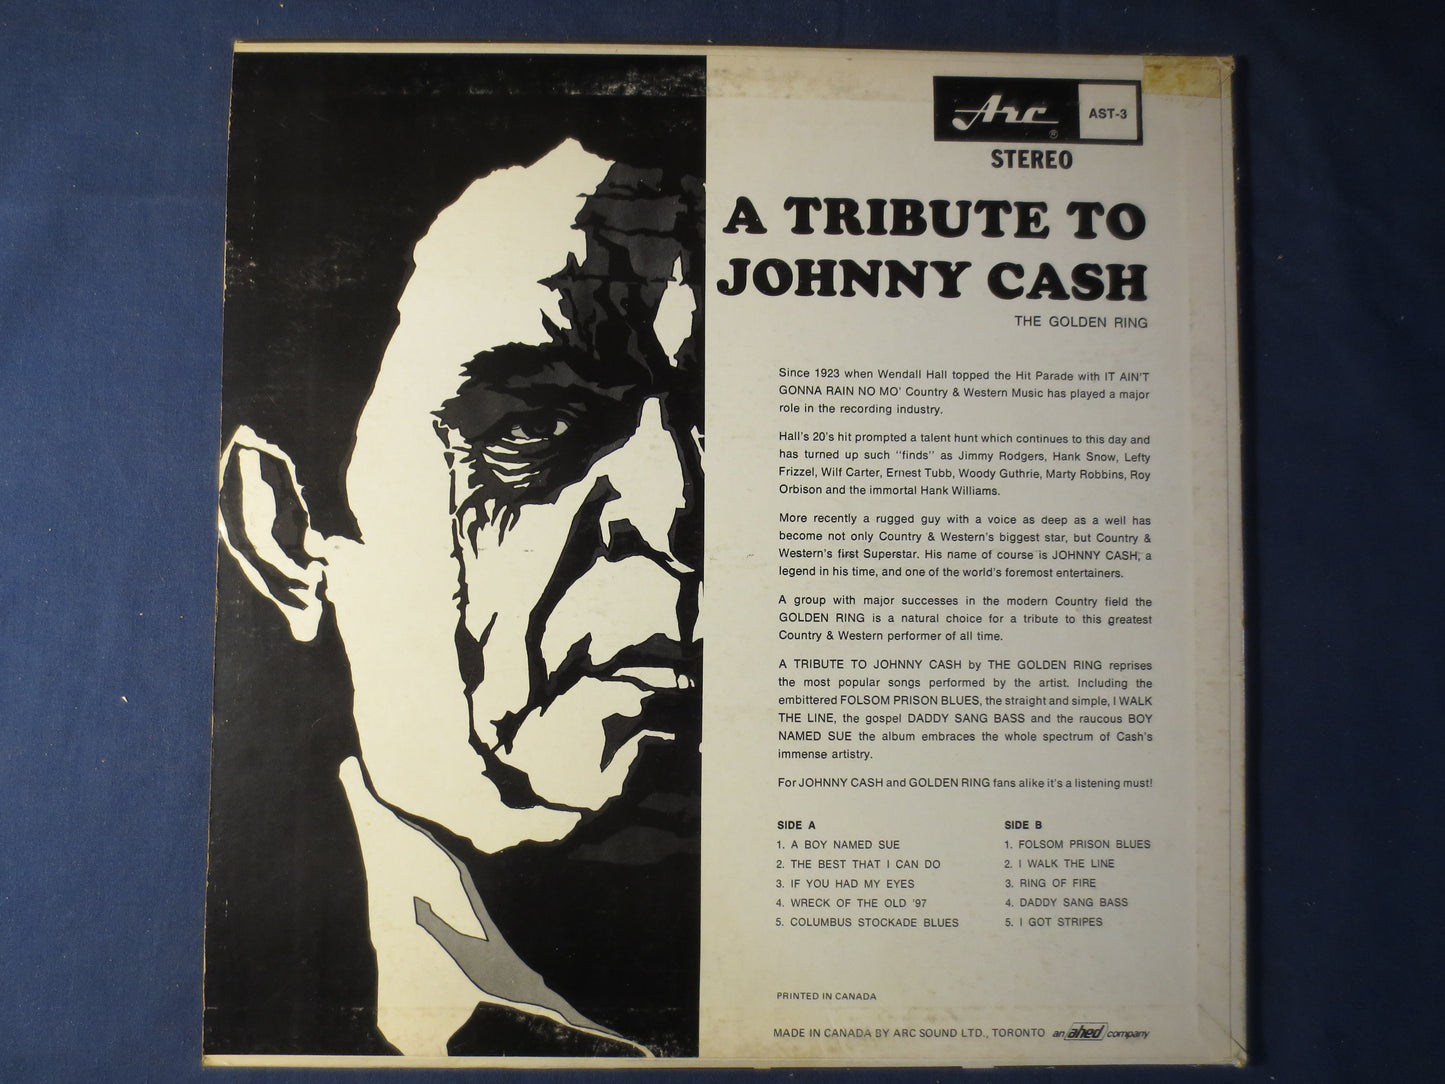 Arc ®
AST-3
STEREO
A TRIBUTE TO
JOHNNY CASH
THE GOLDEN RING
Since 1923 when Wendall Hall topped the Hit Parade with IT AIN'T
GONNA RAIN NO MO' Country & Western Music has played a major
role in the recording industry.
Hall's 20's hit prompted a talent hunt which continues to this day and
has turned up such "finds" as Jimmy Rodgers, Hank Snow, Lefty
Frizzel, Wilf Carter, Ernest Tubb, Woody Guthrie, Marty Robbins, Roy
Orbison and the immortal Hank Williams.
More recently a rugged guy with a voice as deep as a well has
become not only Country & Western's biggest star, but Country &
Western's first Superstar. His name of course is JOHNNY CASH, a
legend in his time, and one of the world's foremost entertainers.
A group with major successes in the modern Country field the
GOLDEN RING is a natural choice for a tribute to this greatest
Country & Western performer of all time.
A TRIBUTE TO JOHNNY CASH by THE GOLDEN RING reprises
the most popular songs performed by the artist. Including the
embittered FOLSOM PRISON BLUES, the straight and simple, I WALK
THE LINE, the gospel DADDY SANG BASS and the raucous BOY
NAMED SUE the album embraces the whole spectrum of Cash's
immense artistry.
For JOHNNY CASH and GOLDEN RING fans alike it's a listening must!
SIDE A
1. A BOY NAMED SUE
2. THE BEST THAT I CAN DO
3. IF YOU HAD MY EYES
4. WRECK OF THE OLD '97
5. COLUMBUS STOCKADE BLUES
SIDE B
1. FOLSOM PRISON BLUES
2. I WALK THE LINE
3. RING OF FIRE
4. DADDY SANG BASS
5. I GOT STRIPES
PRINTED IN CANADA
MADE IN CANADA BY ARC SOUND LTD., TORONTO an ahed company